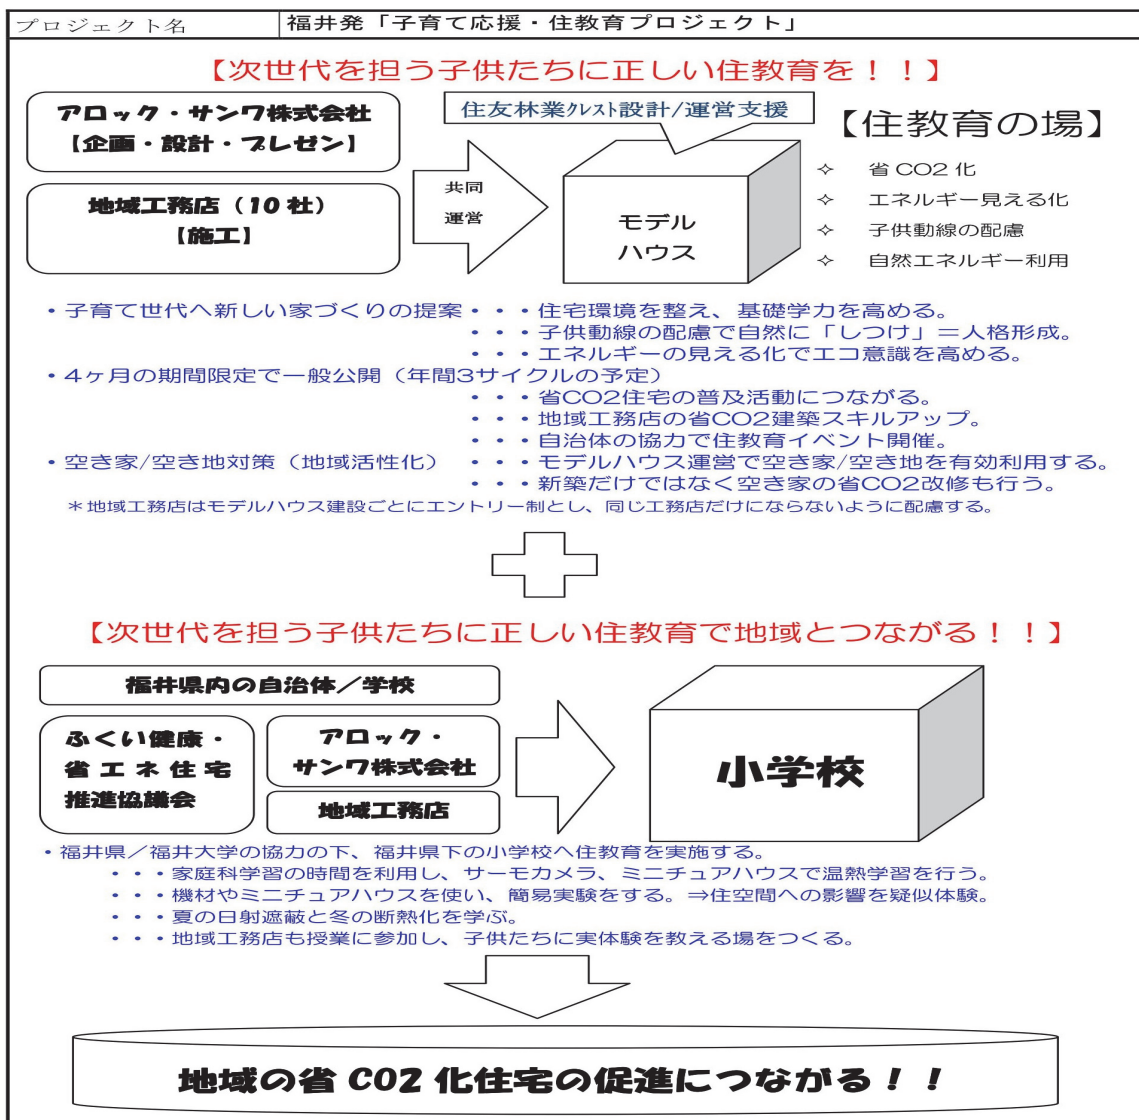 プロジェクト名 福井発「子育て応援・住教育プロジェクト」
【次世代を担う子供たちに正しい住教育を！！】
アロック・サンワ株式会社
【企画・設計・プレゼン】
地域工務店（10社）
【施工】
共同
運営
住友林業クレスト設計/運営支援
モデル
ハウス
【住教育の場】
✧ 省CO2化
✧ エネルギー見える化
✧ 子供動線の配慮
✧ 自然エネルギー利用
・子育て世代へ新しい家づくりの提案・・・住宅環境を整え、基礎学力を高める。
・・・子供動線の配慮で自然に「しつけ」＝人格形成。
・・・エネルギーの見える化でエコ意識を高める。
・4ヶ月の期間限定で一般公開（年間3サイクルの予定）
・・・省CO2住宅の普及活動につながる。
・・・地域工務店の省CO2建築スキルアップ。
・・・自治体の協力で住教育イベント開催。
・空き家/空き地対策（地域活性化）　・・・モデルハウス運営で空き家/空き地を有効利用する。
・・・新築だけではなく空き家の省CO2改修も行う。
＊地域工務店はモデルハウス建設ごとにエントリー制とし、同じ工務店だけにならないように配慮する。
【次世代を担う子供たちに正しい住教育で地域とつながる！！】
福井県内の自治体／学校
ふくい健康・
省エネ住宅
推進協議会
アロック・
サンワ株式会社
地域工務店
小学校
・福井県／福井大学の協力の下、福井県下の小学校へ住教育を実施する。
・・・家庭科学習の時間を利用し、サーモカメラ、ミニチュアハウスで温熱学習を行う。
・・・機材やミニチュアハウスを使い、簡易実験をする。⇒住空間への影響を疑似体験。
・・・夏の日射遮蔽と冬の断熱化を学ぶ。
・・・地域工務店も授業に参加し、子供たちに実体験を教える場をつくる。
地域の省CO2化住宅の促進につながる！！